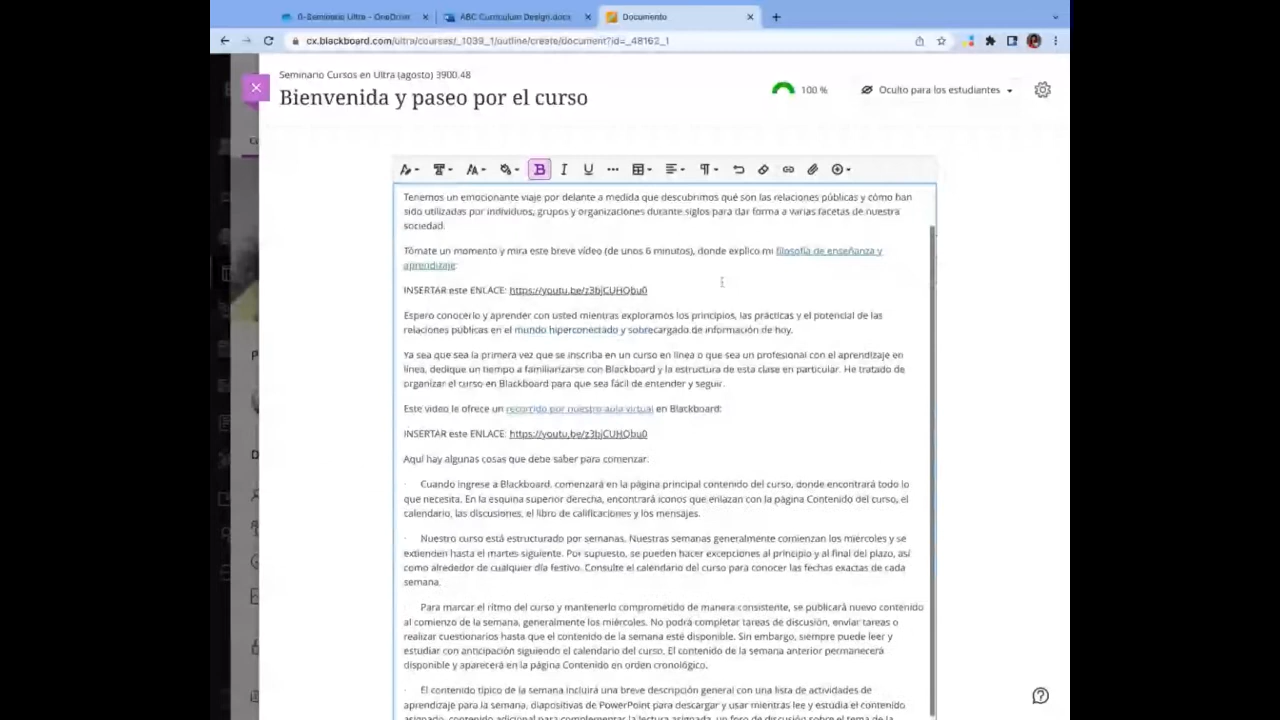 0-Seminario Ultra - OneDriver
ABC Curriculum Design.docx
Documento
cx.blackboard.com/ultra/courses/_1039_1/outline/create/document?id=_48162_1
Seminario Cursos en Ultra (agosto) 3900.48
Bienvenida y paseo por el curso
100 %
Oculto para los estudiantes
Tenemos un emocionante viaje por delante a medida que descubrimos qué son las relaciones públicas y cómo han
sido utilizadas por individuos, grupos y organizaciones durante siglos para dar forma a varias facetas de nuestra
sociedad.
Tómate un momento y mira este breve vídeo (de unos 6 minutos), donde explico mi filosofía de enseñanza y
aprendizaje:
INSERTAR este ENLACE: https://youtu.be/z3bjCUHQbu0
Espero conocerlo y aprender con usted mientras exploramos los principios, las prácticas y el potencial de las
relaciones públicas en el mundo hiperconectado y sobrecargado de información de hoy.
Ya sea que sea la primera vez que se inscriba en un curso en línea o que sea un profesional con el aprendizaje en
línea, dedique un tiempo a familiarizarse con Blackboard y la estructura de esta clase en particular. He tratado de
organizar el curso en Blackboard para que sea fácil de entender y seguir.
Este video le ofrece un recorrido por nuestro aula virtual en Blackboard:
INSERTAR este ENLACE: https://youtu.be/z3bjCUHQbu0
Aquí hay algunas cosas que debe saber para comenzar:
· Cuando ingrese a Blackboard, comenzará en la página principal contenido del curso, donde encontrará todo lo
que necesita. En la esquina superior derecha, encontrará iconos que enlazan con la página Contenido del curso, el
calendario, las discusiones, el libro de calificaciones y los mensajes.
· Nuestro curso está estructurado por semanas. Nuestras semanas generalmente comienzan los miércoles y se
extienden hasta el martes siguiente. Por supuesto, se pueden hacer excepciones al principio y al final del plazo, así
como alrededor de cualquier día festivo. Consulte el calendario del curso para conocer las fechas exactas de cada
semana.
Para marcar el ritmo del curso y mantenerlo comprometido de manera consistente, se publicará nuevo contenido
al comienzo de la semana, generalmente los miércoles. No podrá completar tareas de discusión, enviar tareas o
realizar cuestionarios hasta que el contenido de la semana esté disponible. Sin embargo, siempre puede leer y
estudiar con anticipación siguiendo el calendario del curso. El contenido de la semana anterior permanecerá
disponible y aparecerá en la página Contenido en orden cronológico.
· El contenido típico de la semana incluirá una breve descripción general con una lista de actividades de
aprendizaje para la semana, diapositivas de PowerPoint para descargar y usar mientras lee y estudia el contenido
asignado, contenido adicional para complementar la lectura asignada, un foro de discusión sobre el tema de la